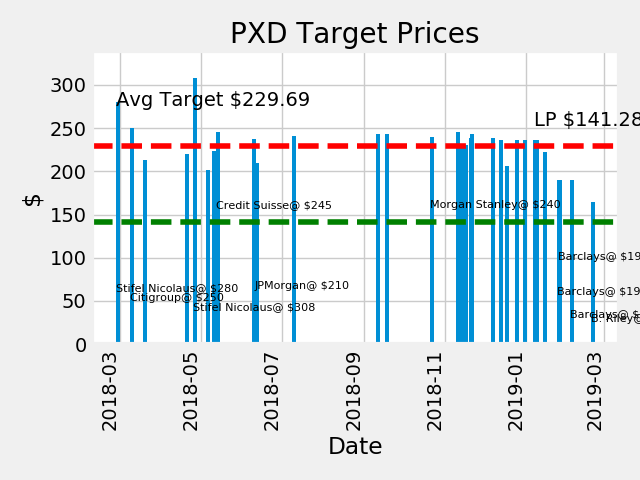 PXD Target Prices
300
Avg Target $229.69
LP $141.28
250
200
$
Credit Suisse@ $245
Morgan Stanley@ $240
150
100
Barclays@ $19
Stifel Nicolaus@ $280
JPMorgan@ $210
Barclays@ $19
Citigroup@ $250
50
Stifel Nicolaus@ $308
Barclays@ $
B. Riley@
0
2018-03
2018-05
2018-07
2018-09
2018-11
2019-01
2019-03
Date